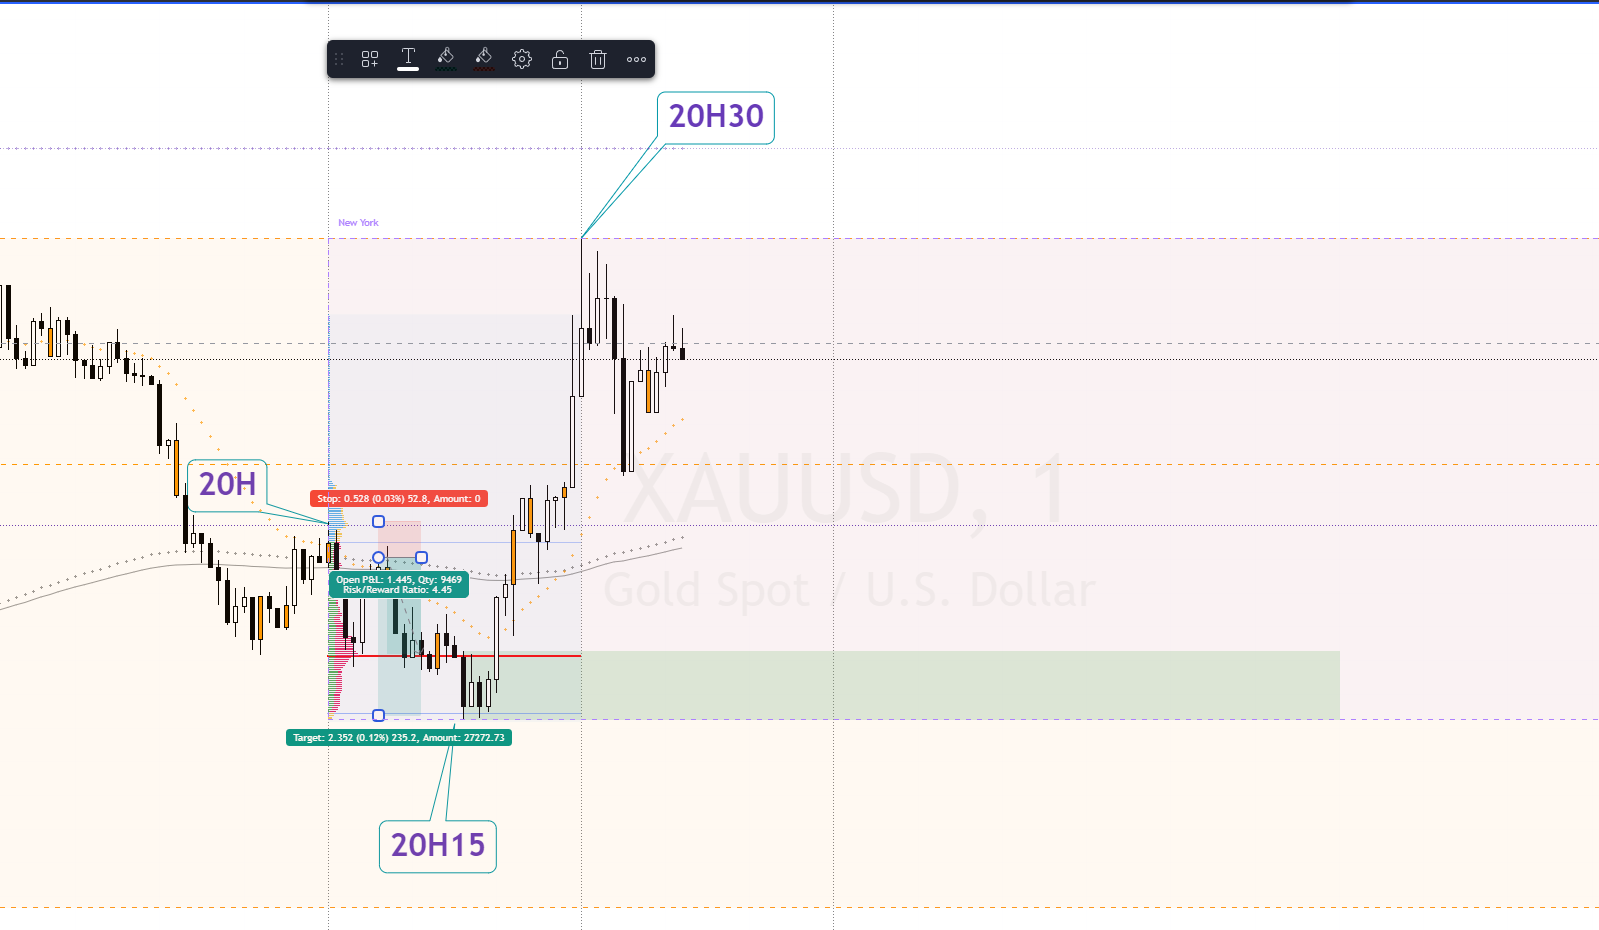 20H30
New York
XAUUSD, 1
20H
Stop: 0.528 (0.03%) 52.8, Amount: 0
Open P&L: 1.445, Qty: 9469
Risk/Reward Ratio: 4.45
Gold Spot / U.S. Dollar
Target: 2.352 (0.12%) 235.2, Amount: 27272.73
20H15